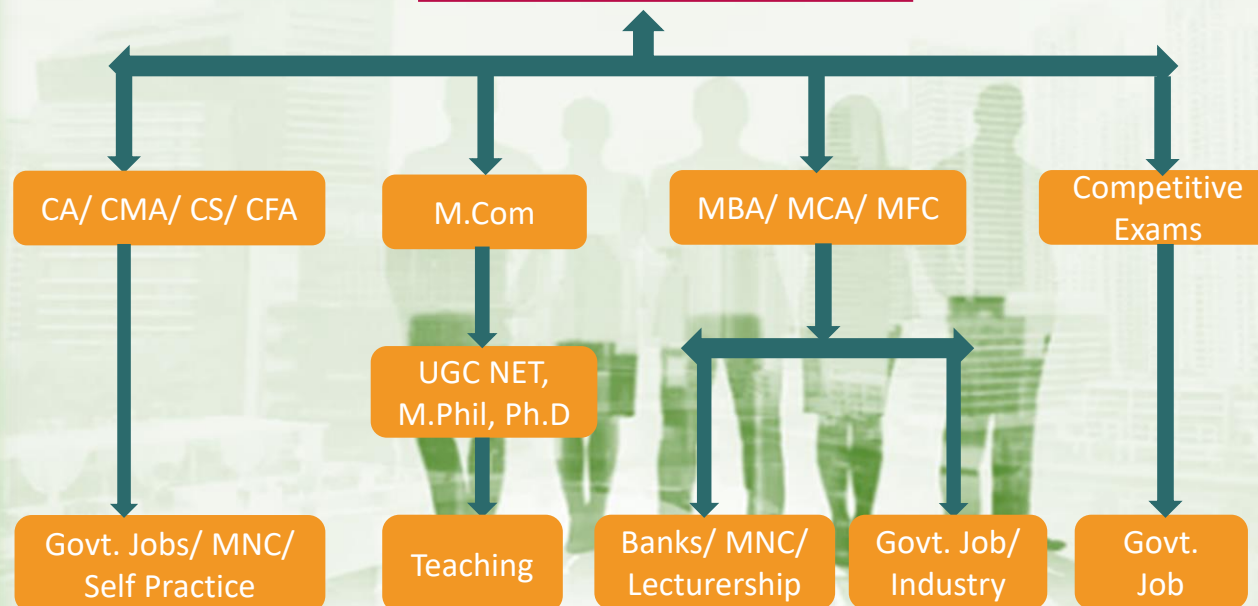 CA/ CMA/ CS/ CFA
M.Com
MBA/ MCA/ MFC
Competitive
Exams
UGC NET,
M.Phil, Ph.D
Govt. Jobs/ MNC/
Self Practice
Teaching
Banks/ MNC/
Lecturership
Govt. Job/
Industry
Govt.
Job